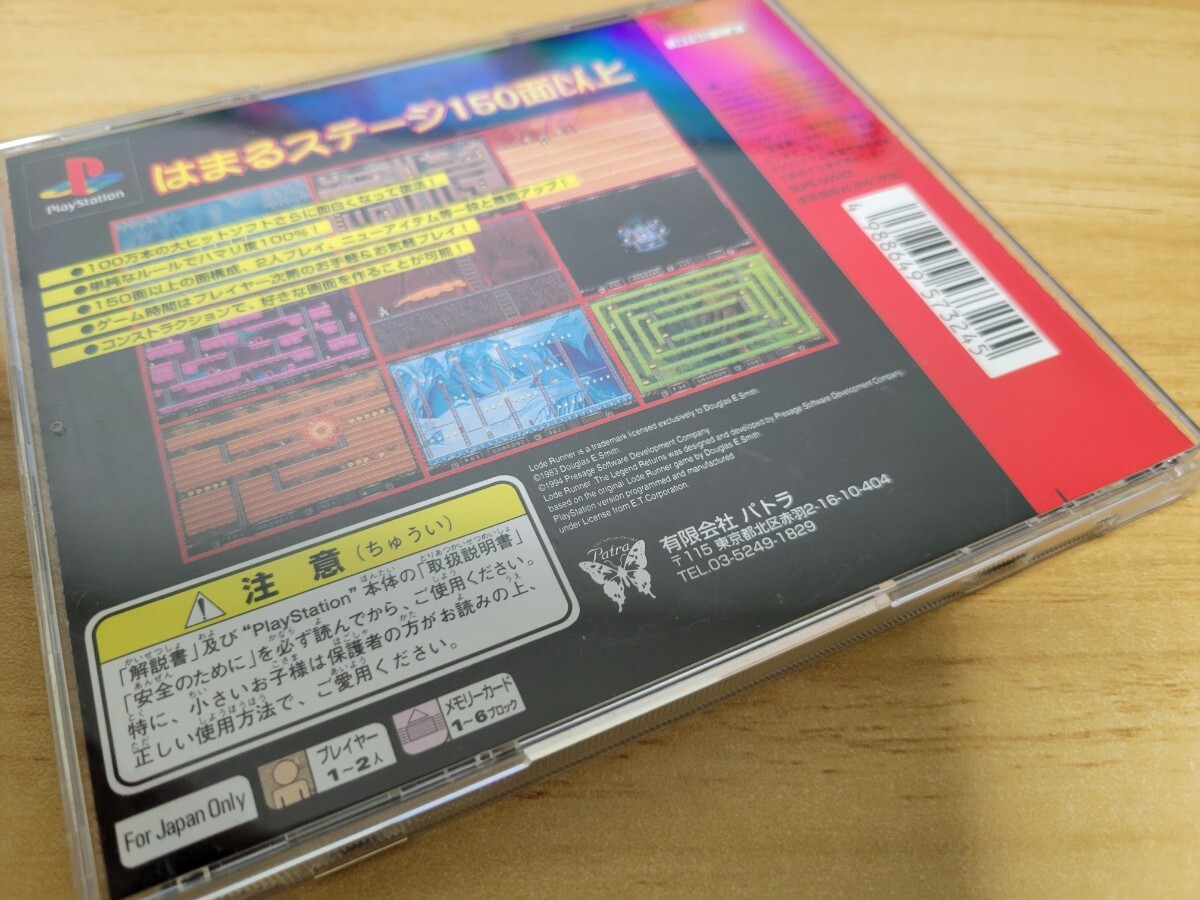 PlayStation
はまるステージ150面以上
●100万本の大ヒットソフトさらに面白くなって復活!
●単純なルールでハマリ度100%!
●150面以上の面構成、2人プレイ、ニューアイテム等一段と機能アップ!
●ゲーム時間はプレイヤー次第のお手軽&お気軽プレイ!
●コンストラクションで、好きな画面を作ることが可能!
4988649573245
Lode Runner is a trademark licensed exclusively to Douglas E.Smith.
©1983 Douglas E.Smith.
©1994 Presage Software Development Company.
Lode Runner: The Legend Returns was designed and developed by Presage Software Development Company,
based on the original Lode Runner game by Douglas E.Smith.
PlayStation version programmed and manufactured
under License from E.T.Corporation.
Patra
有限会社 パトラ
〒115 東京都北区赤羽2-16-10-404
TEL.03-5249-1829
注意(ちゅうい)
"PlayStation"本体の「取扱説明書」
「解説書」及び
「安全のために」を必ず読んでから、ご使用ください。
特に、小さいお子様は保護者の方がお読みの上、
正しい使用方法で、ご愛用ください。
For Japan Only
プレイヤー
1~2人
メモリーカード
1~6ブロック